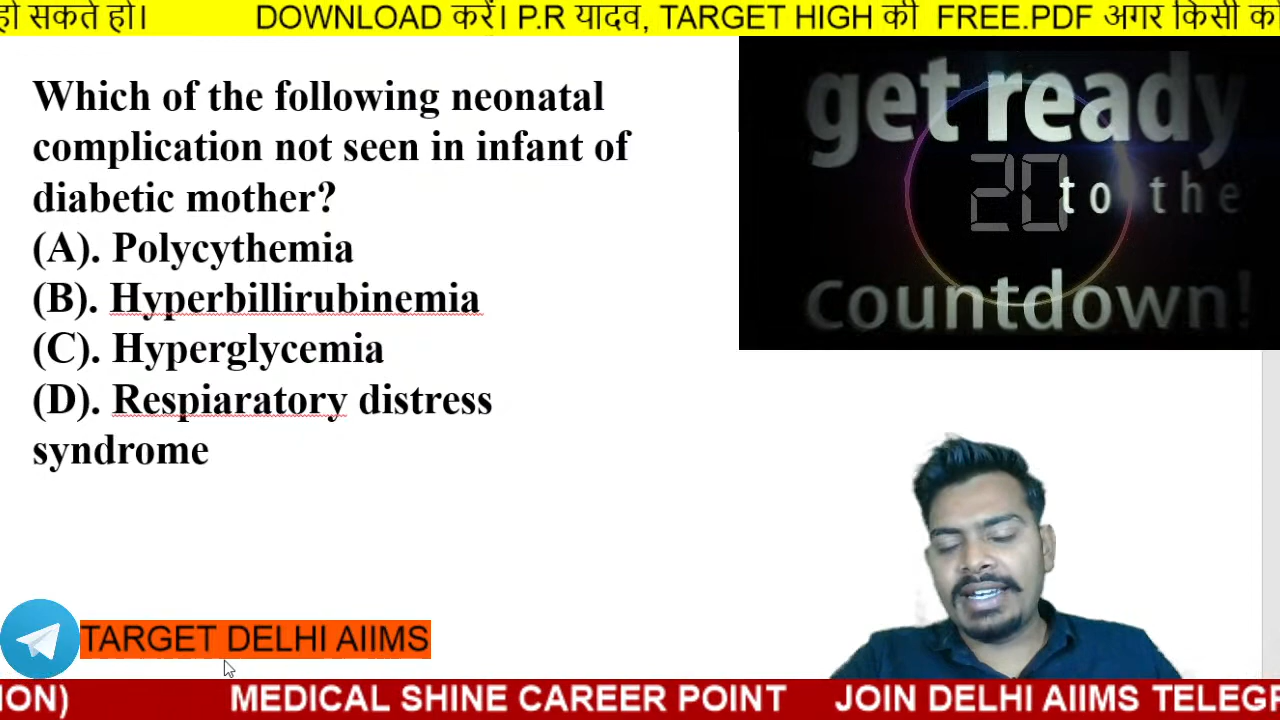 हो सकते हो। DOWNLOAD करें। P.R यादव, TARGET HIGH की FREE.PDF अगर किसी को
Which of the following neonatal
complication not seen in infant of
diabetic mother?
(A). Polycythemia
(B). Hyperbillirubinemia
(C). Hyperglycemia
(D). Respiaratory distress
syndrome
get ready
20
to the
countdown!
TARGET DELHI AIIMS
ION) MEDICAL SHINE CAREER POINT JOIN DELHI AIIMS TELEG